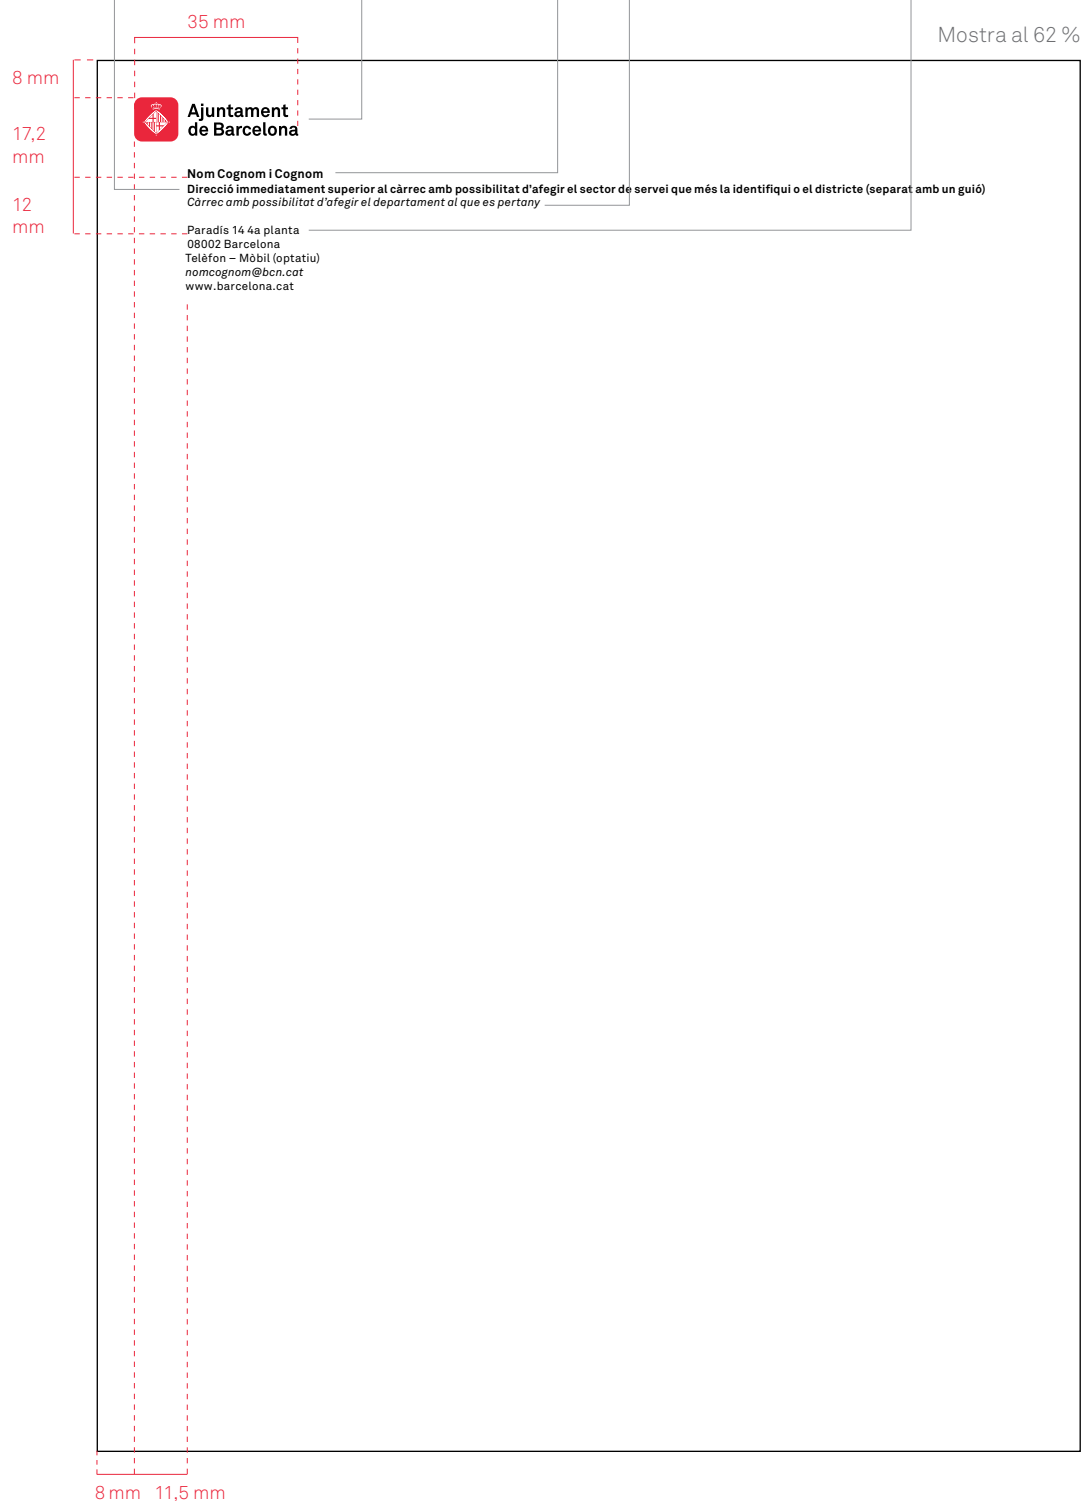 35 mm
Mostra al 62 %
8 mm
17,2
mm
12
mm
Ajuntament
de Barcelona
Nom Cognom i Cognom
Direcció immediatament superior al càrrec amb possibilitat d'afegir el sector de servei que més la identifiqui o el districte (separat amb un guió)
Càrrec amb possibilitat d'afegir el departament al que es pertany
Paradís 14 4a planta
08002 Barcelona
Telèfon – Mòbil (optatiu)
nomcognom@bcn.cat
www.barcelona.cat
8 mm 11,5 mm